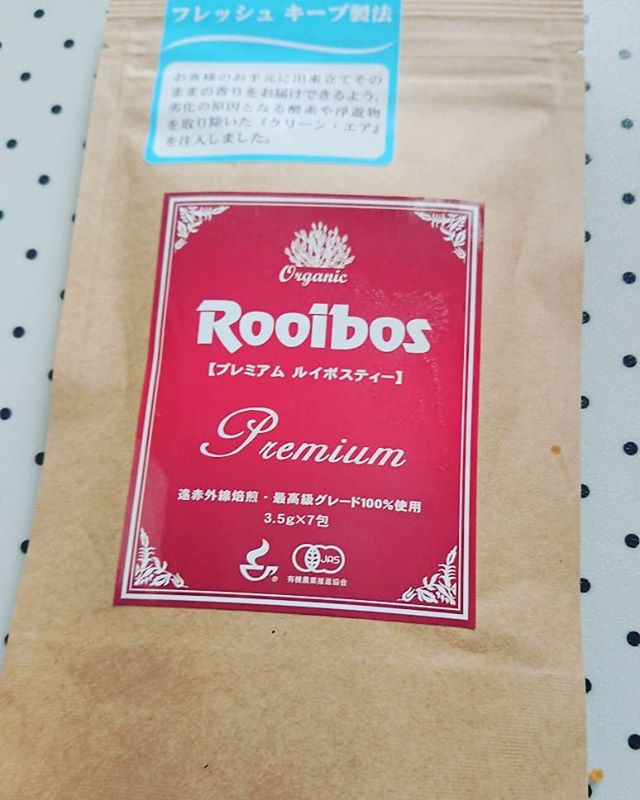 フレッシュ キープ製法
お客様のお手元に出来立てその
ままの香りをお届けできるよう、
劣化の原因となる酸素や浮遊物
を取り除いた『クリーン・エア』
を注入しました。
Organic
Rooibos
【プレミアム ルイボスティー】
Premium
遠赤外線焙煎・最高級グレード100%使用
3.5g×7包
®
JAS
有機農業推進協会